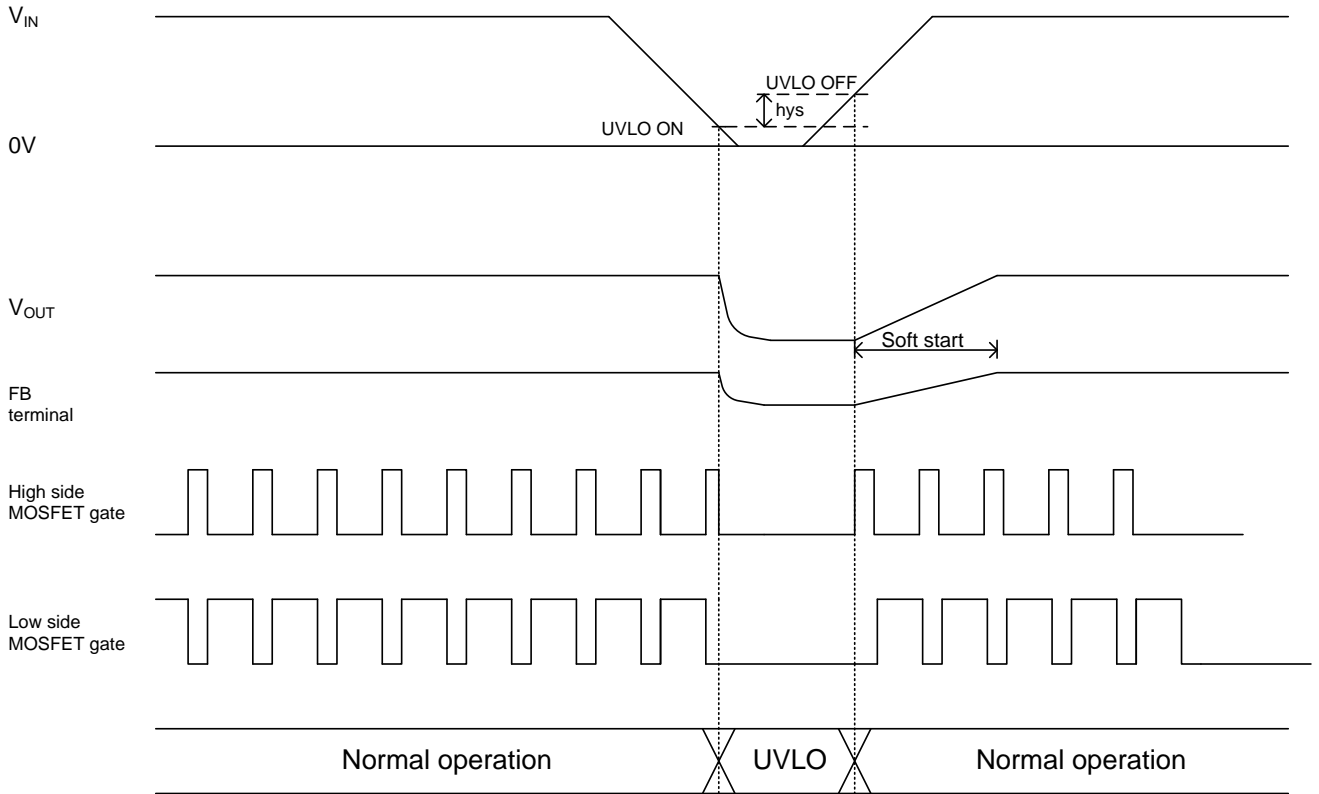 VIN
UVLO OFF
hys
UVLO ON
0V
VOUT
Soft start
FB
terminal
High side
MOSFET gate
Low side
MOSFET gate
Normal operation
UVLO
Normal operation